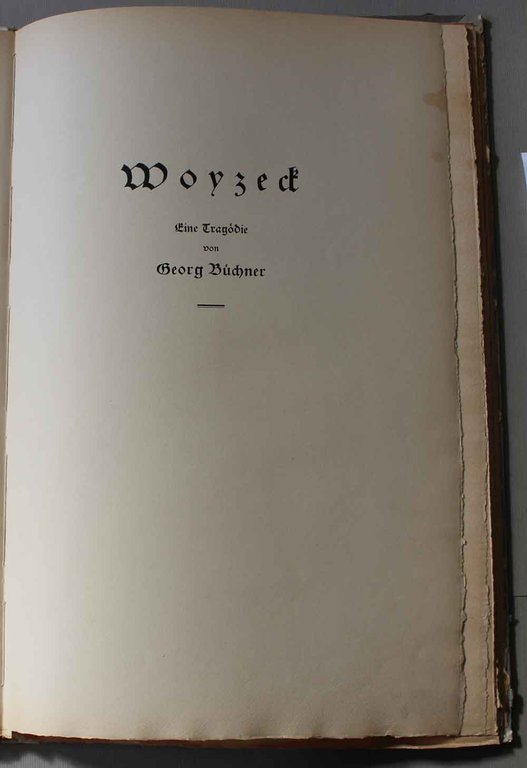 Woyzeck
Eine Tragödie
von
Georg Büchner